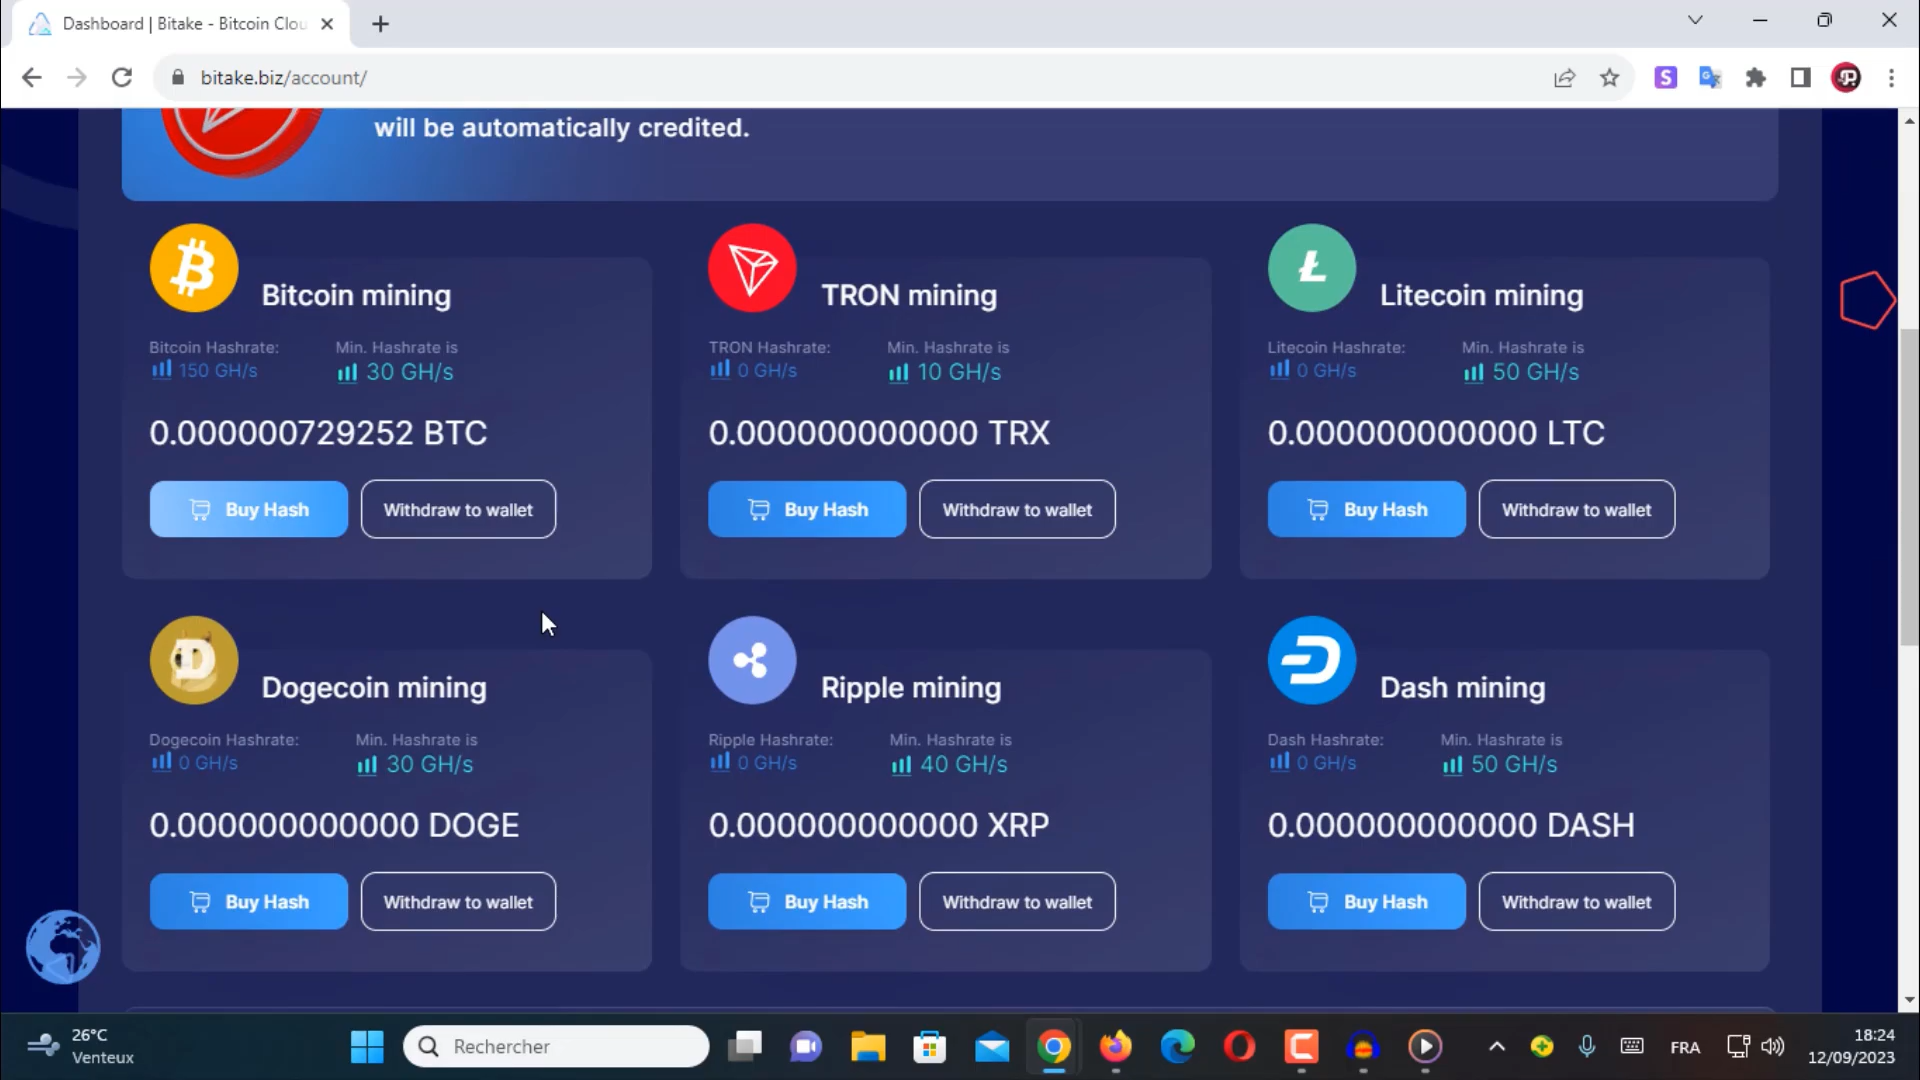 Dashboard | Bitake - Bitcoin Clou
bitake.biz/account/
will be automatically credited.
Bitcoin mining
Bitcoin Hashrate: Min. Hashrate is
150 GH/s 30 GH/s
0.000000729252 BTC
Buy Hash Withdraw to wallet
TRON mining
TRON Hashrate: Min. Hashrate is
0 GH/s 10 GH/s
0.000000000000 TRX
Buy Hash Withdraw to wallet
Litecoin mining
Litecoin Hashrate: Min. Hashrate is
0 GH/s 50 GH/s
0.000000000000 LTC
Buy Hash Withdraw to wallet
Dogecoin mining
Dogecoin Hashrate: Min. Hashrate is
0 GH/s 30 GH/s
0.000000000000 DOGE
Buy Hash Withdraw to wallet
Ripple mining
Ripple Hashrate: Min. Hashrate is
0 GH/s 40 GH/s
0.000000000000 XRP
Buy Hash Withdraw to wallet
Dash mining
Dash Hashrate: Min. Hashrate is
0 GH/s 50 GH/s
0.000000000000 DASH
Buy Hash Withdraw to wallet
26°C
Venteux
Rechercher
FRA
18:24
12/09/2023